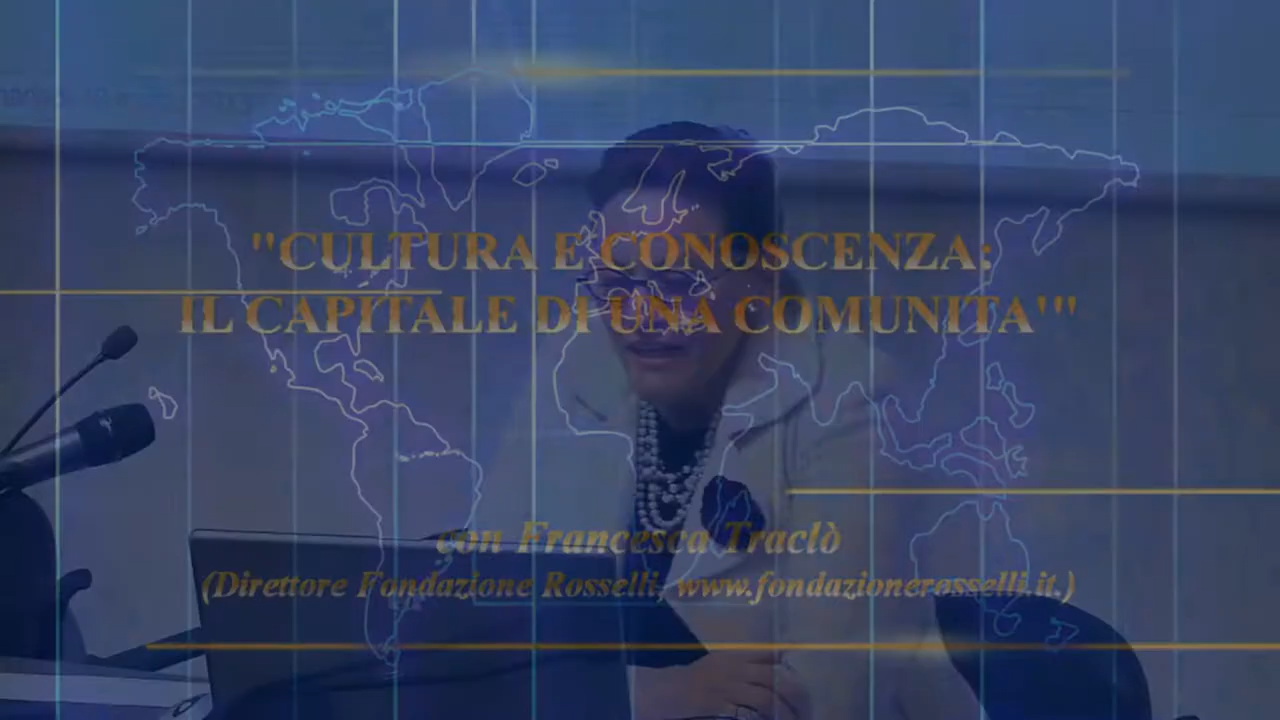 "CULTURA E CONOSCENZA:
IL CAPITALE DI UNA COMUNITA'"
con Francesca Traclò
(Direttore Fondazione Rosselli, www.fondazionerosselli.it.)